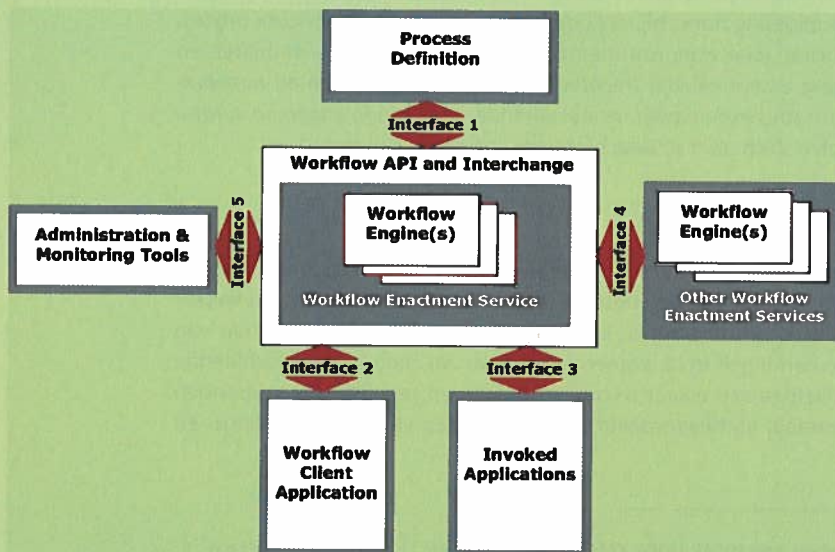 Process
Definition
Interface 1
Workflow API and Interchange
Workflow
Engine(s)
Workflow Enactment Service
Interface 5
Administration &
Monitoring Tools
Interface 4
Workflow
Engine(s)
Other Workflow
Enactment Services
Interface 2
Interface 3
Workflow
Client
Application
Invoked
Applications